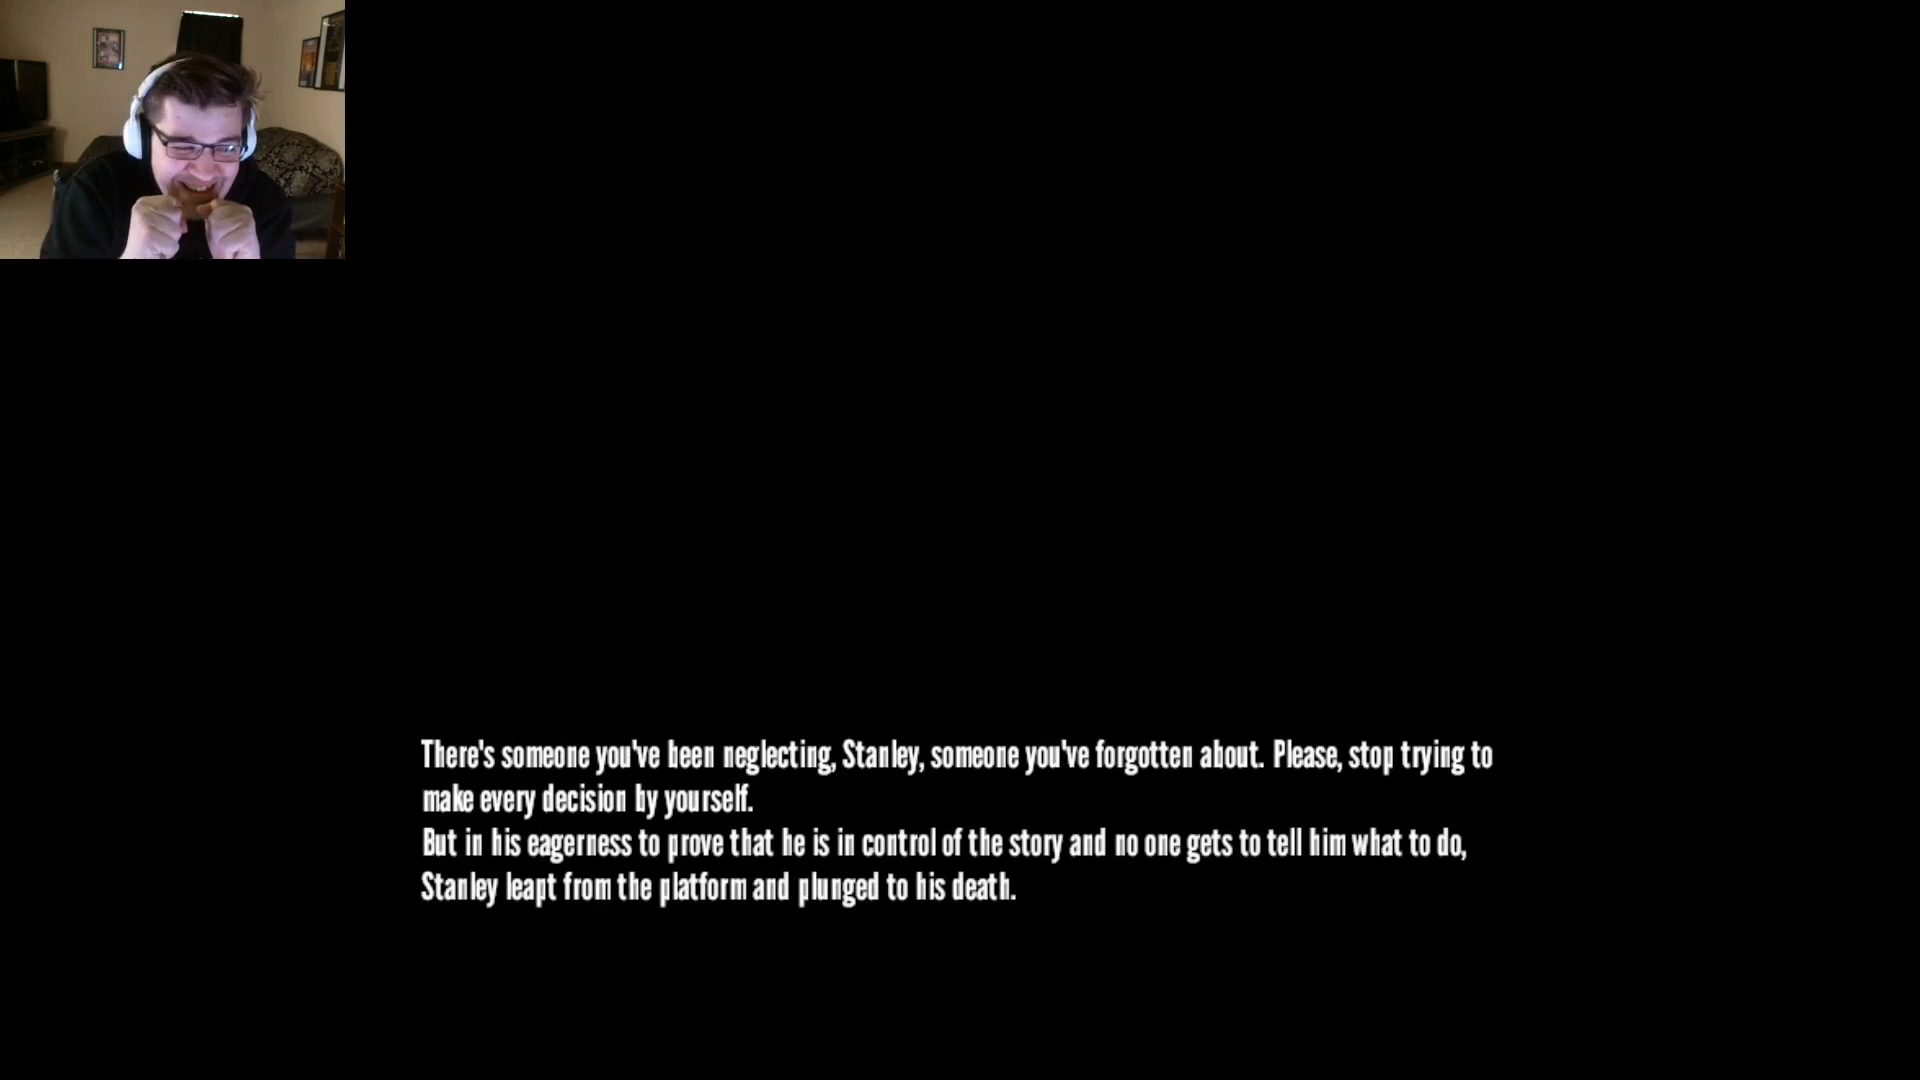 There's someone you've been neglecting, Stanley, someone you've forgotten about. Please, stop trying to
make every decision by yourself.
But in his eagerness to prove that he is in control of the story and no one gets to tell him what to do,
Stanley leapt from the platform and plunged to his death.